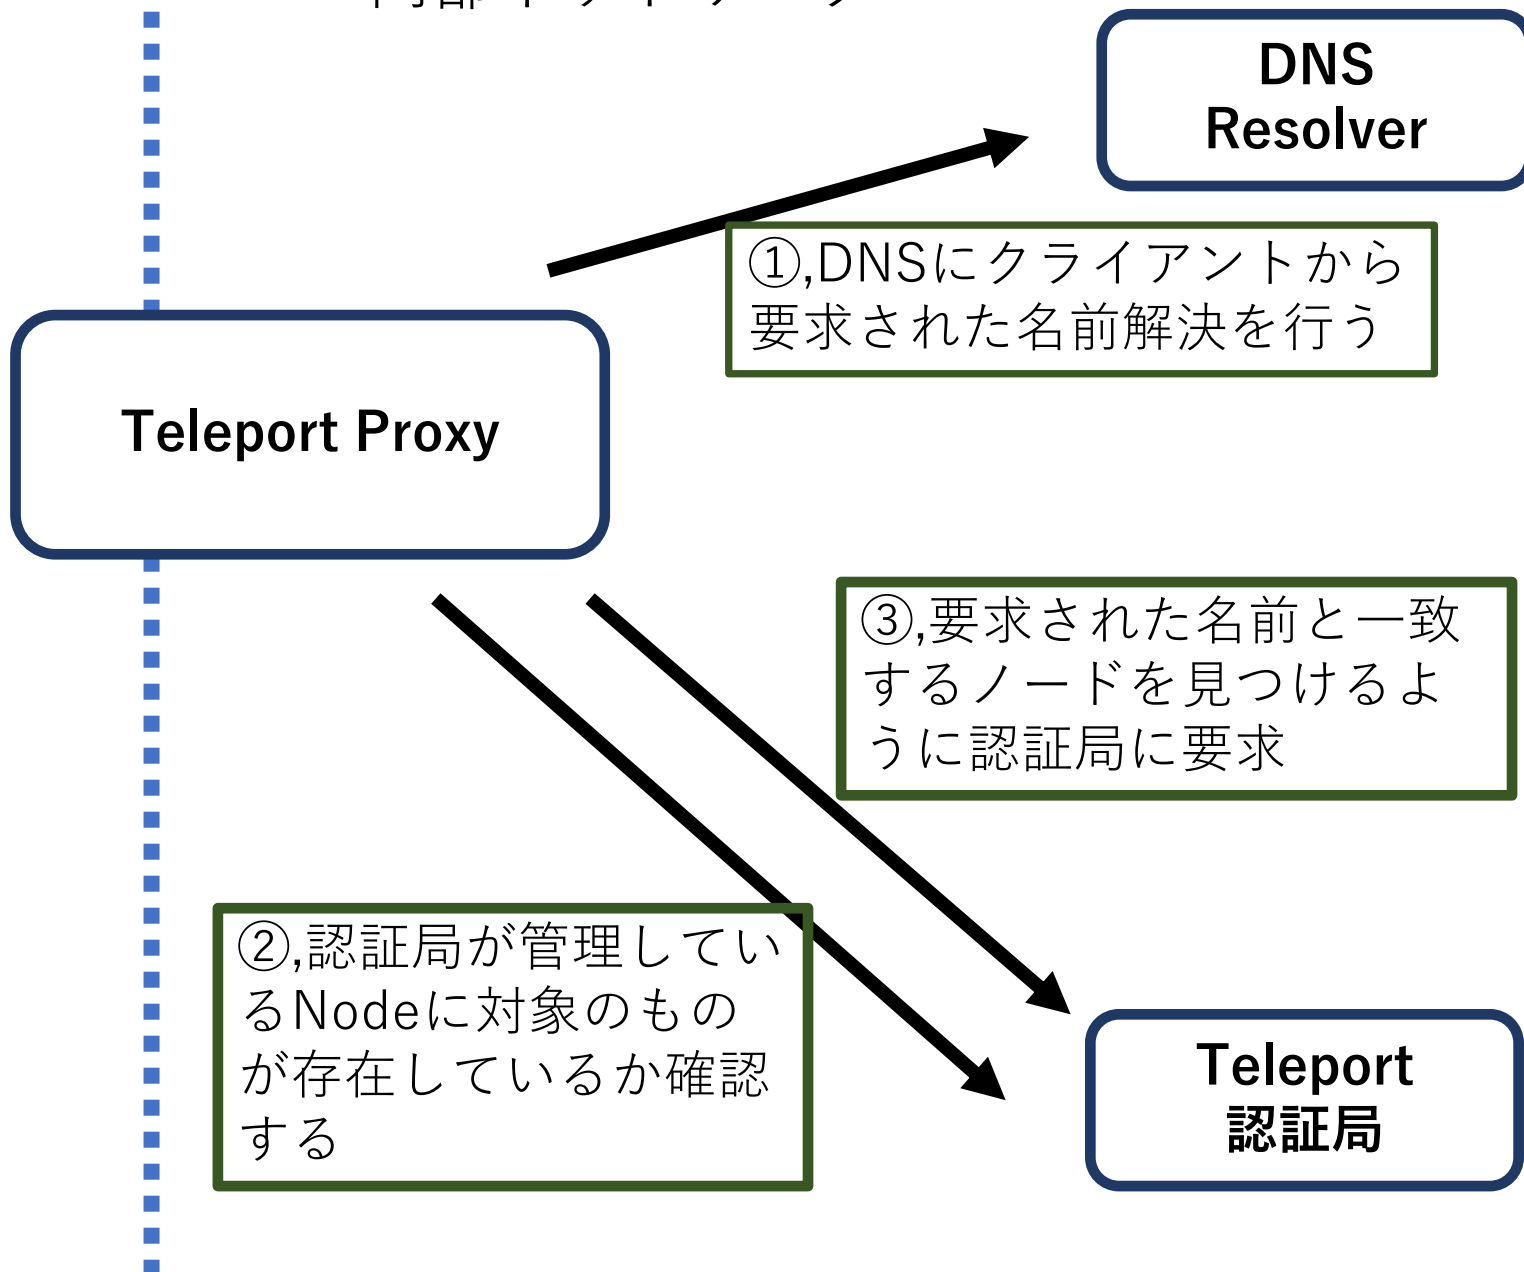 DNS
Resolver
①,DNSにクライアントから
要求された名前解決を行う
Teleport Proxy
③,要求された名前と一致
するノードを見つけるよ
うに認証局に要求
②,認証局が管理してい
るNodeに対象のもの
が存在しているか確認
する
Teleport
認証局